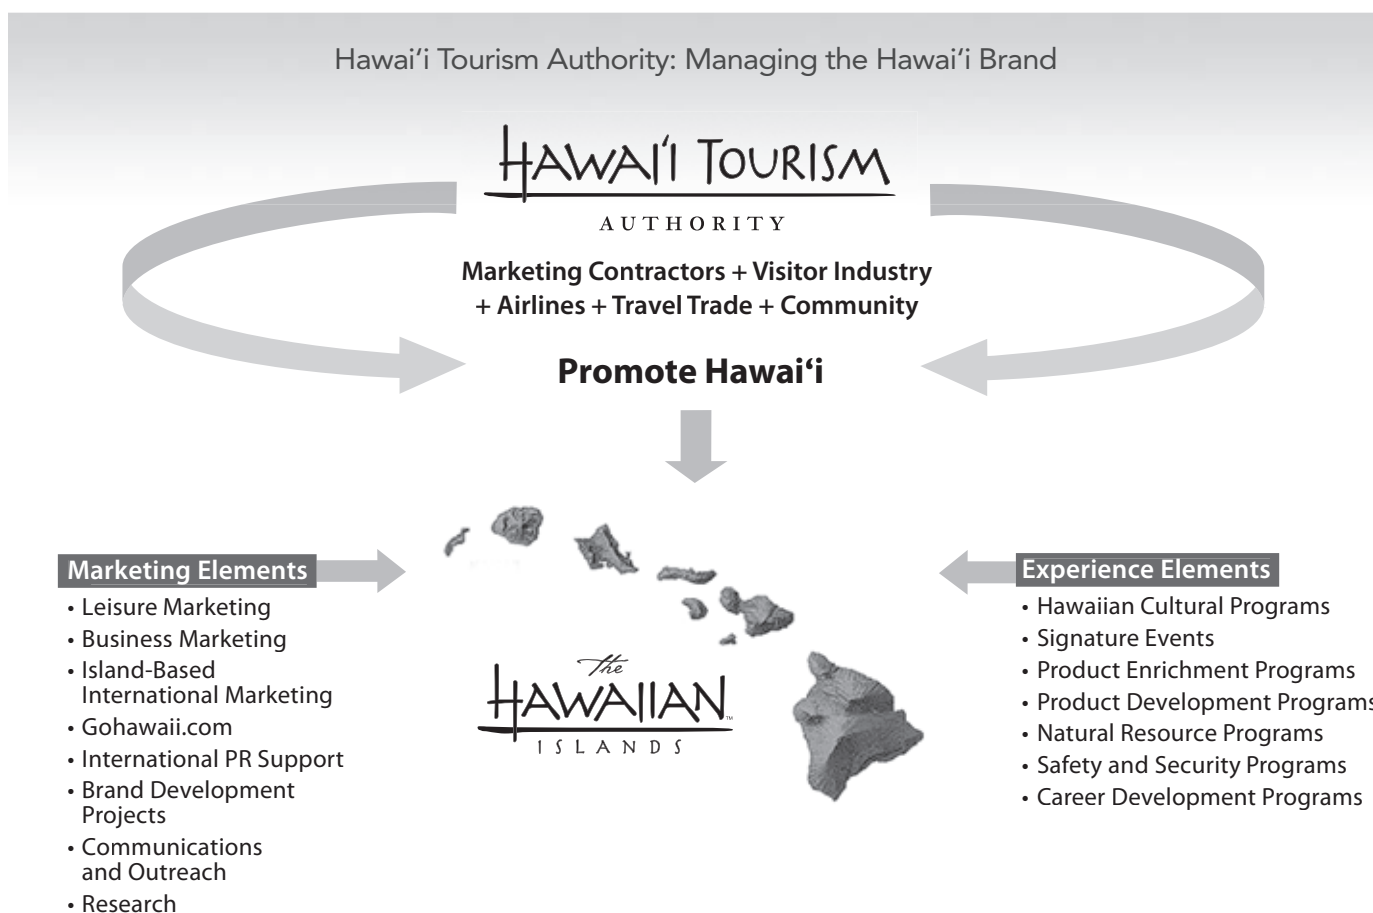 Hawai‘i Tourism Authority: Managing the Hawai‘i Brand
HAWAI‘I TOURISM
AUTHORITY
Marketing Contractors + Visitor Industry
+ Airlines + Travel Trade + Community
Promote Hawai‘i
Marketing Elements
• Leisure Marketing
• Business Marketing
• Island-Based
International Marketing
• Gohawaii.com
• International PR Support
• Brand Development
Projects
• Communications
and Outreach
• Research
The
HAWAIIAN™
ISLANDS
Experience Elements
• Hawaiian Cultural Programs
• Signature Events
• Product Enrichment Programs
• Product Development Programs
• Natural Resource Programs
• Safety and Security Programs
• Career Development Programs